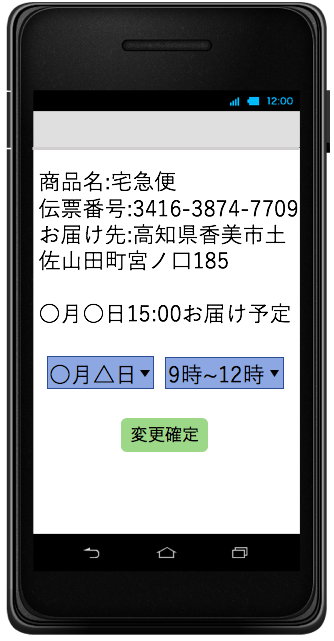 12:00
商品名:宅急便
伝票番号:3416-3874-7709
お届け先:高知県香美市土
佐山田町宮ノ口185
〇月〇日15:00お届け予定
〇月△日▼ 9時~12時▼
変更確定